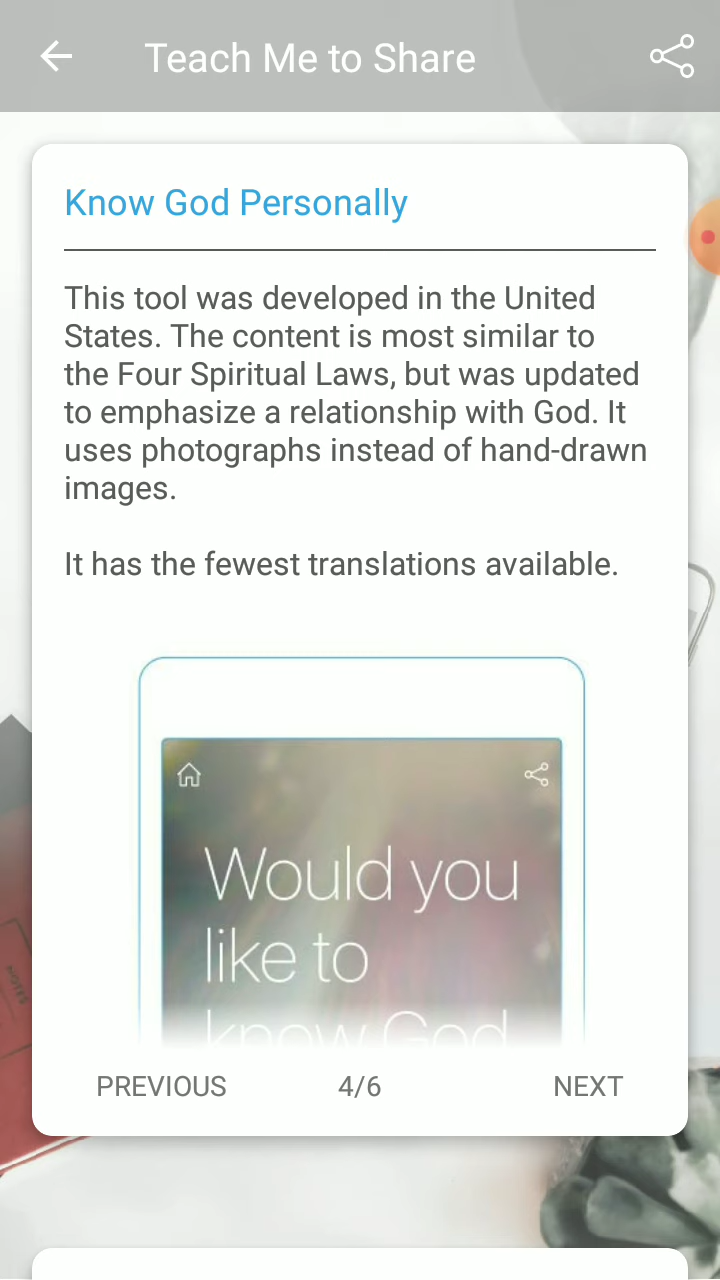 Teach Me to Share
Know God Personally
This tool was developed in the United
States. The content is most similar to
the Four Spiritual Laws, but was updated
to emphasize a relationship with God. It
uses photographs instead of hand-drawn
images.
It has the fewest translations available.
Would you
like to
know God
PREVIOUS 4/6 NEXT